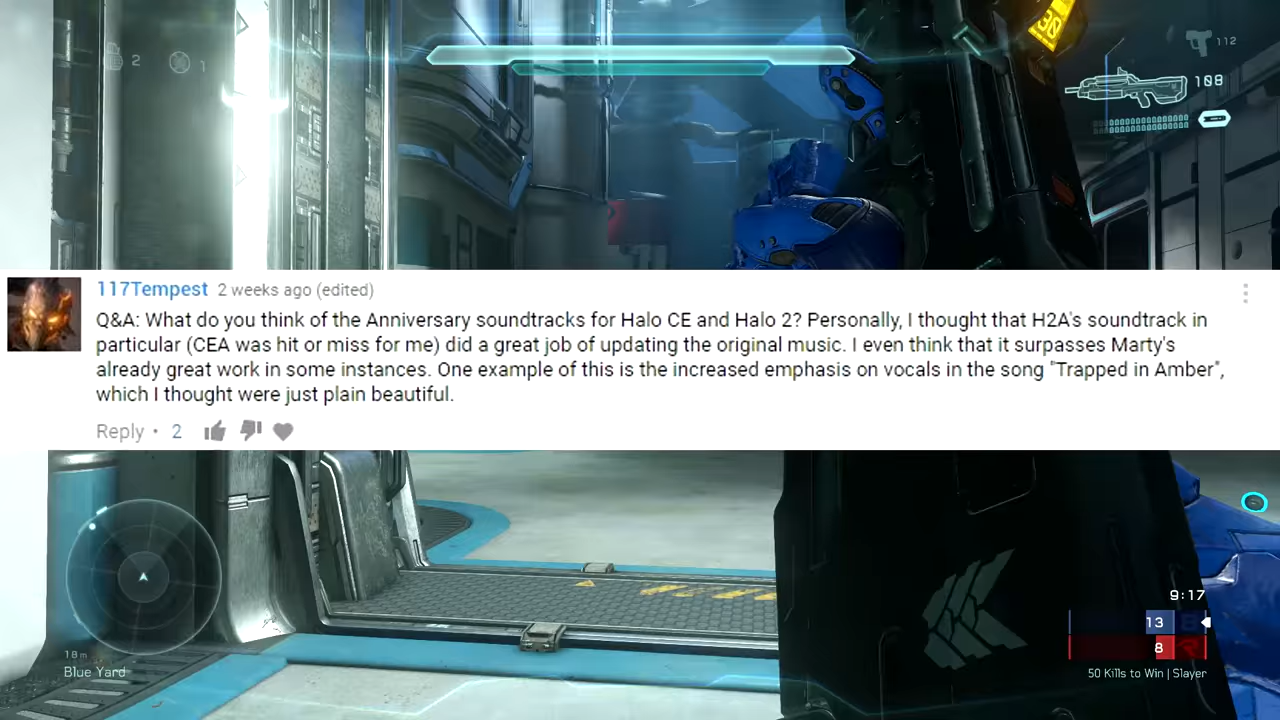 2 1
112
188
117Tempest 2 weeks ago (edited)
Q&A: What do you think of the Anniversary soundtracks for Halo CE and Halo 2? Personally, I thought that H2A's soundtrack in
particular (CEA was hit or miss for me) did a great job of updating the original music. I even think that it surpasses Marty's
already great work in some instances. One example of this is the increased emphasis on vocals in the song "Trapped in Amber",
which I thought were just plain beautiful.
Reply • 2
9:17
13
8
18m
Blue Yard
50 Kills to Win | Slayer